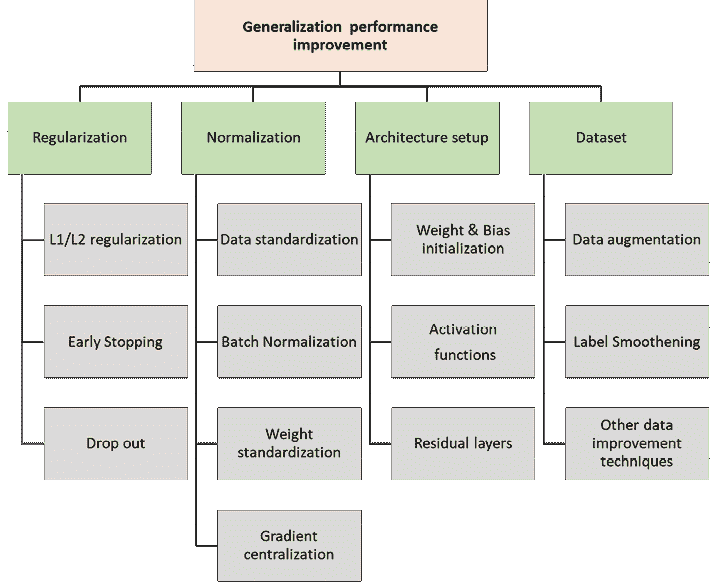 Generalization performance
improvement
Regularization
Normalization
Architecture setup
Dataset
L1/L2 regularization
Data standardization
Weight & Bias
initialization
Data augmentation
Early Stopping
Batch Normalization
Activation
functions
Label Smoothening
Drop out
Weight
standardization
Residual layers
Other data
improvement
techniques
Gradient
centralization